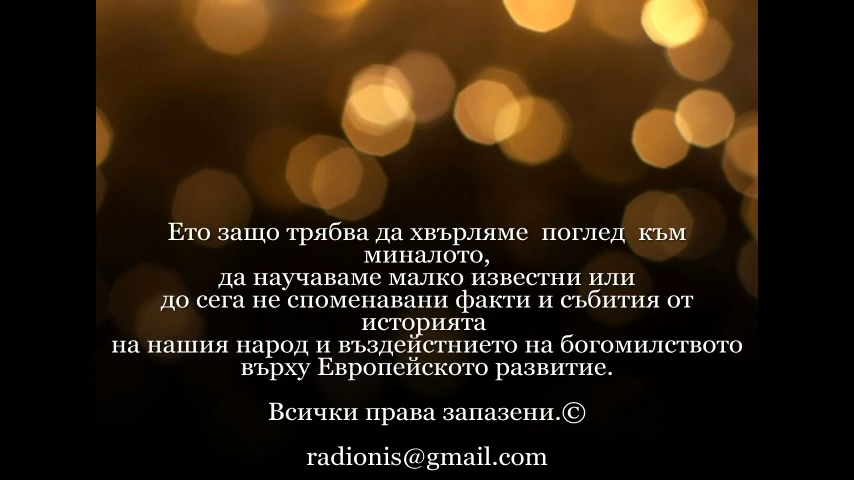 Ето защо трябва да хвърляме поглед към
миналото,
да научаваме малко известни или
до сега не споменавани факти и събития от
историята
на нашия народ и въздейстнието на богомилството
върху Европейското развитие.
Всички права запазени.©
radionis@gmail.com